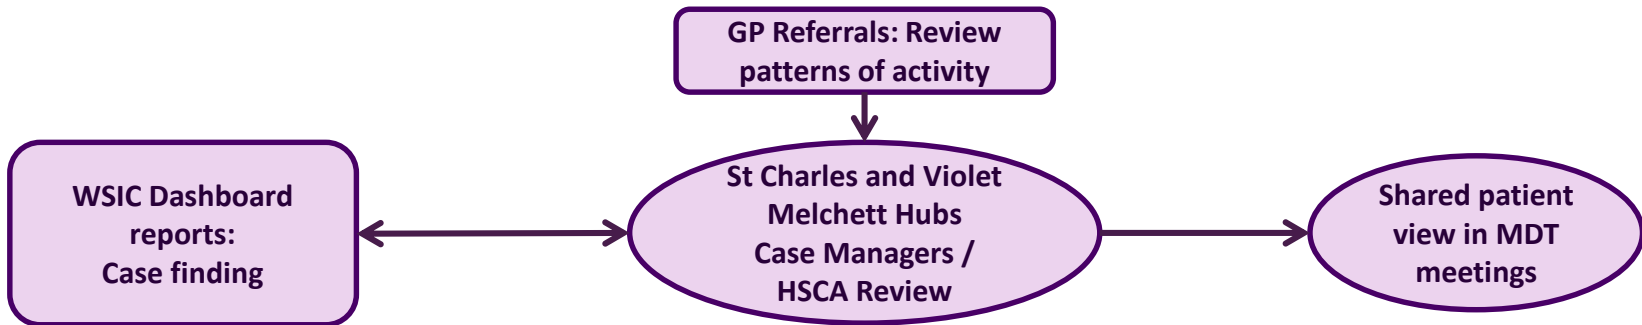 GP Referrals: Review
patterns of activity
WSIC Dashboard
reports:
Case finding
St Charles and Violet
Melchett Hubs
Case Managers /
HSCA Review
Shared patient
view in MDT
meetings